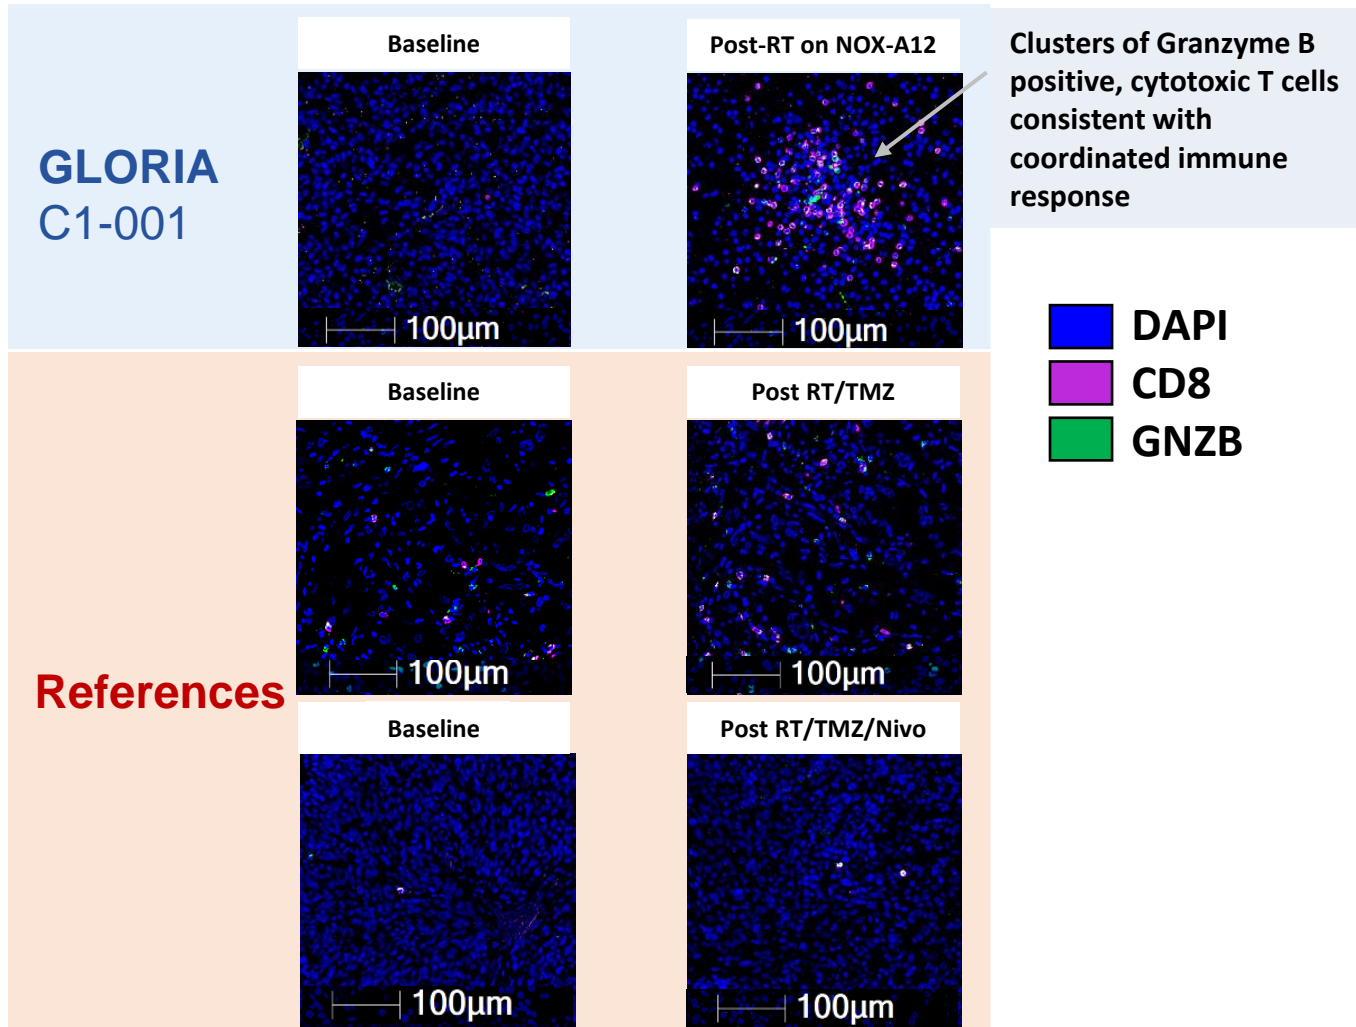 Baseline
Post-RT on NOX-A12
Clusters of Granzyme B
positive, cytotoxic T cells
consistent with
coordinated immune
response
GLORIA
C1-001
100µm
100µm
DAPI
CD8
GNZB
Baseline
Post RT/TMZ
100µm
100µm
References
Baseline
Post RT/TMZ/Nivo
100µm
100µm